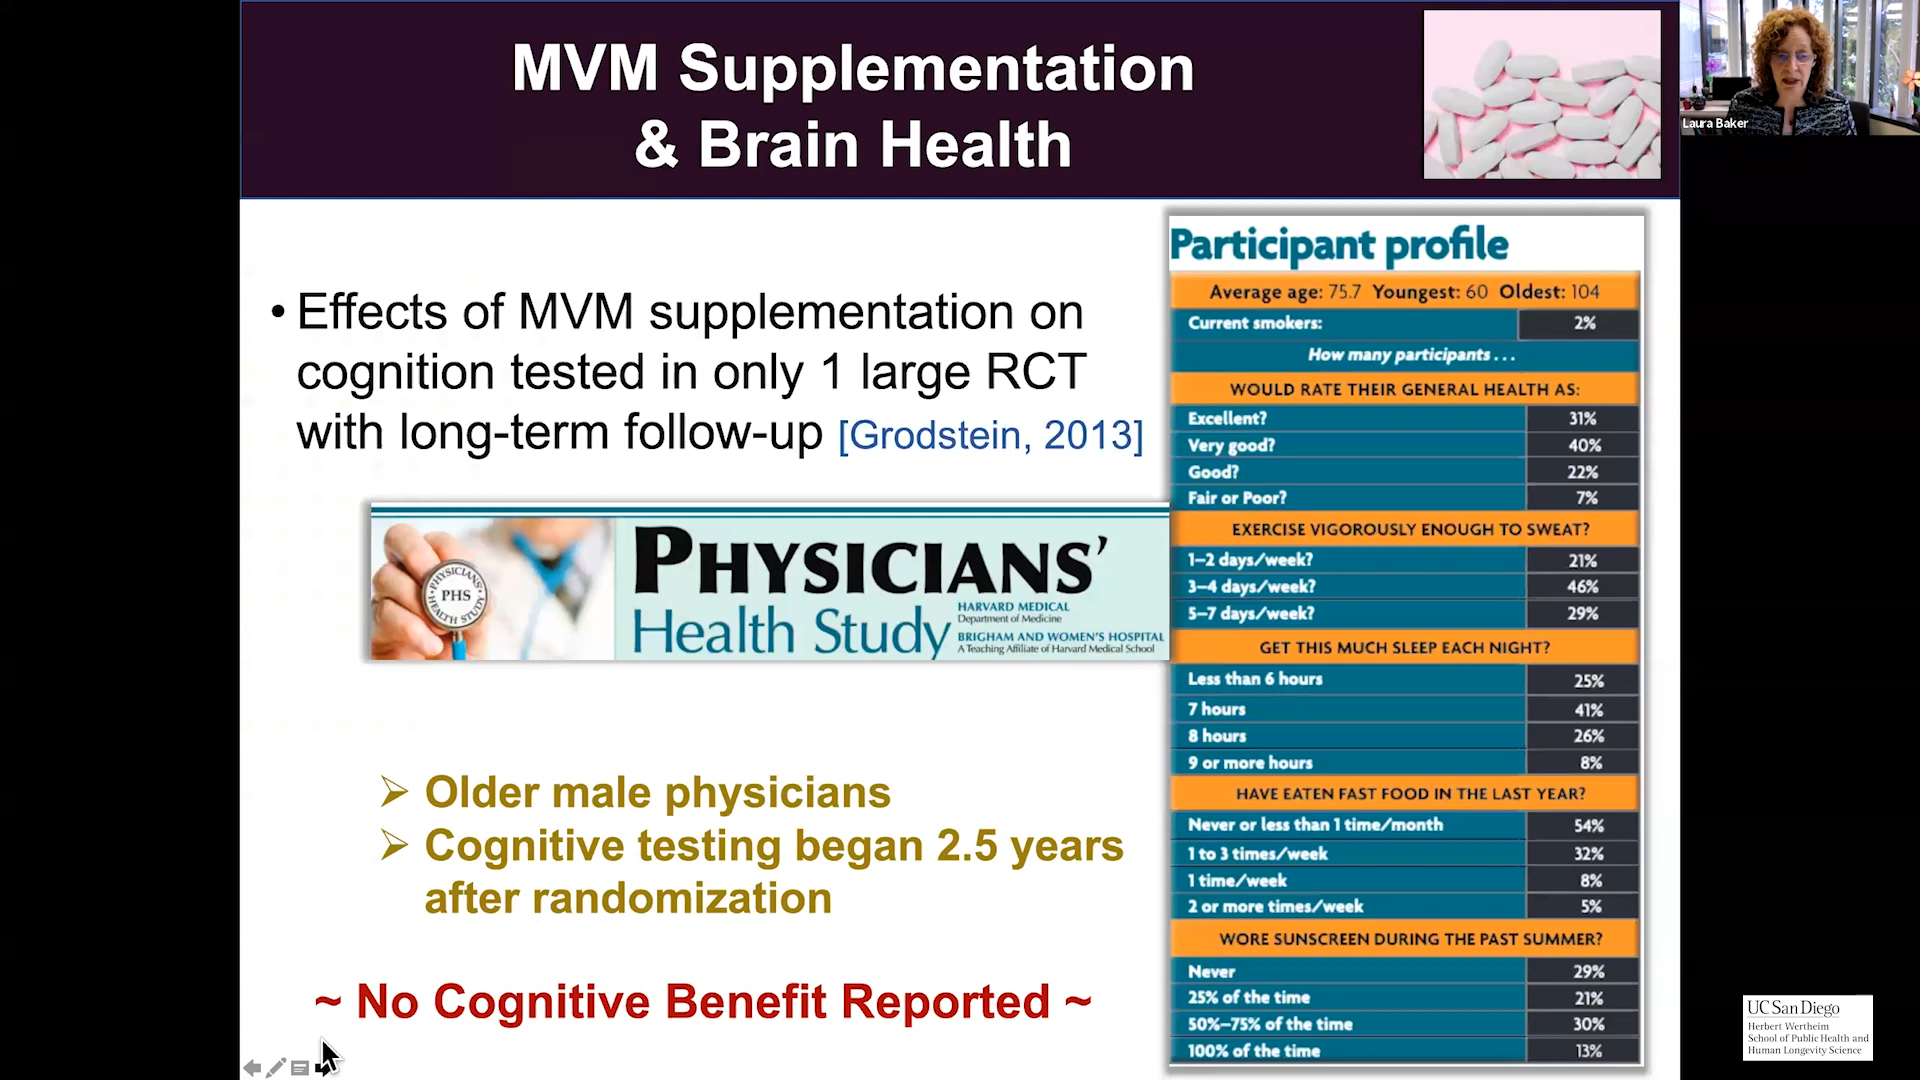 MVM Supplementation
& Brain Health
Laura Baker
• Effects of MVM supplementation on
cognition tested in only 1 large RCT
with long-term follow-up [Grodstein, 2013]
PHYSICIANS' HEALTH STUDY
PHS
PHYSICIANS'
Health Study
HARVARD MEDICAL
Department of Medicine
BRIGHAM AND WOMEN'S HOSPITAL
A Teaching Affiliate of Harvard Medical School
➢ Older male physicians
➢ Cognitive testing began 2.5 years
after randomization
~ No Cognitive Benefit Reported ~
Participant profile
Average age: 75.7 Youngest: 60 Oldest: 104
Current smokers: 2%
How many participants . . .
WOULD RATE THEIR GENERAL HEALTH AS:
Excellent? 31%
Very good? 40%
Good? 22%
Fair or Poor? 7%
EXERCISE VIGOROUSLY ENOUGH TO SWEAT?
1–2 days/week? 21%
3–4 days/week? 46%
5–7 days/week? 29%
GET THIS MUCH SLEEP EACH NIGHT?
Less than 6 hours 25%
7 hours 41%
8 hours 26%
9 or more hours 8%
HAVE EATEN FAST FOOD IN THE LAST YEAR?
Never or less than 1 time/month 54%
1 to 3 times/week 32%
1 time/week 8%
2 or more times/week 5%
WORE SUNSCREEN DURING THE PAST SUMMER?
Never 29%
25% of the time 21%
50%–75% of the time 30%
100% of the time 13%
UC San Diego
Herbert Wertheim
School of Public Health and
Human Longevity Science